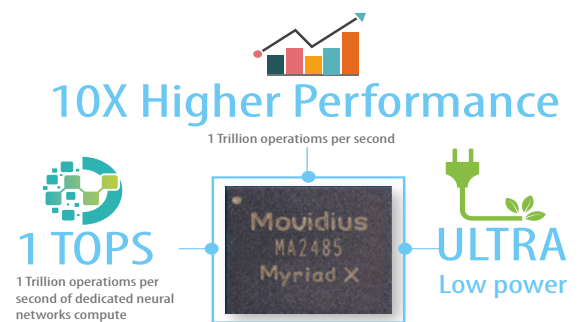 10X Higher Performance
1 Trillion operatioms per second
Movidius
MA2485
Myriad X
1 TOPS
1 Trillion operatioms per
second of dedicated neural
networks compute
ULTRA
Low power